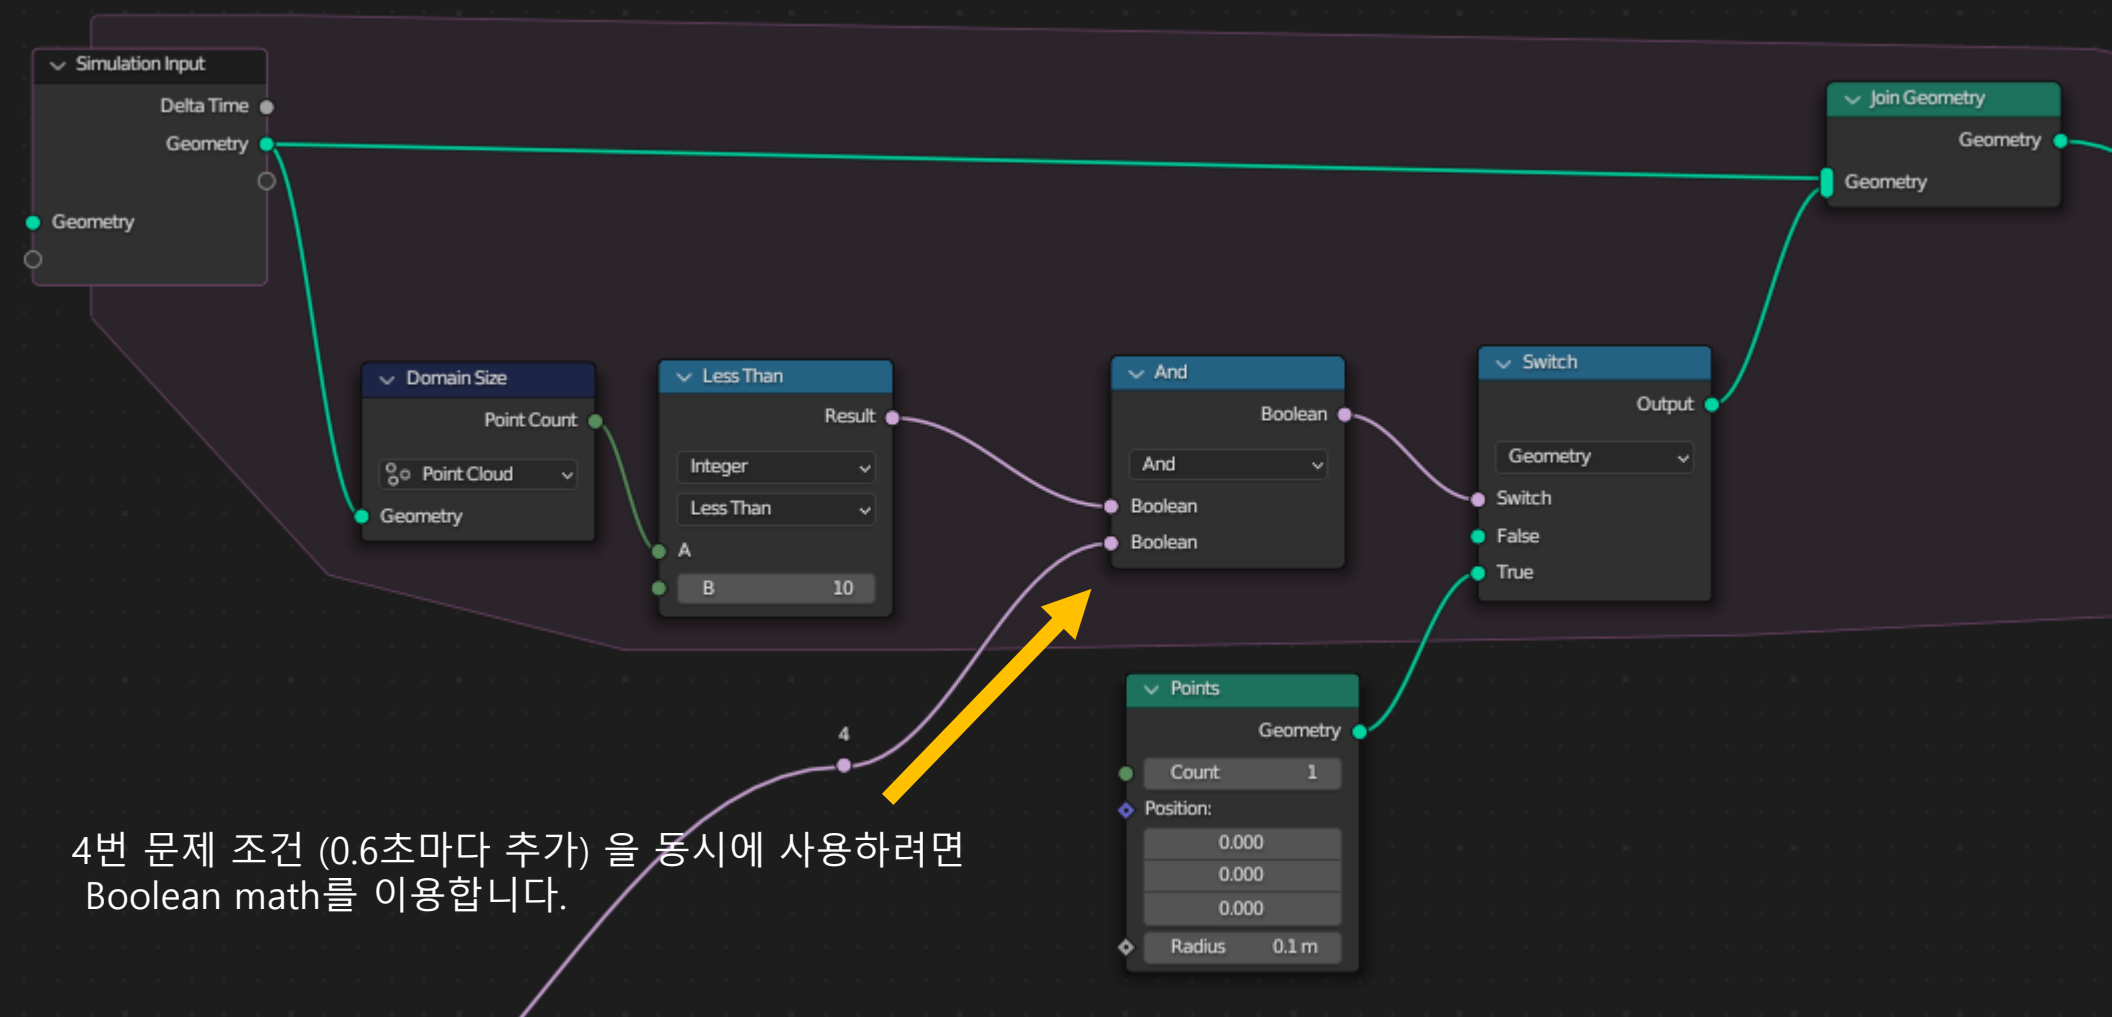 Simulation Input
Delta Time
Geometry
Geometry
Join Geometry
Geometry
Geometry
Domain Size
Point Count
Point Cloud
Geometry
Less Than
Result
Integer
Less Than
A
B 10
And
Boolean
And
Boolean
Boolean
Switch
Output
Geometry
Switch
False
True
4
Points
Geometry
Count 1
Position:
0.000
0.000
0.000
Radius 0.1 m
4번 문제 조건 (0.6초마다 추가) 을 동시에 사용하려면
Boolean math를 이용합니다.